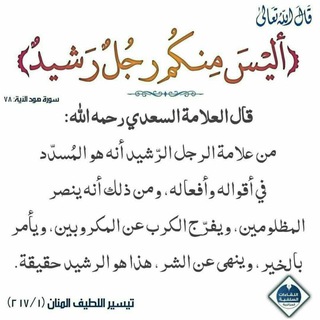 قال الله تعالى
﴿أَلَيْسَ مِنكُمْ رَجُلٌ رَشِيدٌ﴾
سورة هود الآية: ٧٨
قال العلامة السعدي رحمه الله:
من علامة الرجل الرّشيد أنه هو المُسدّد
في أقواله وأفعاله، ومن ذلك أنه ينصر
المظلومين، ويفرّج الكرب عن المكروبين، ويأمر
بالخير، وينهى عن الشر، هذا هو الرشيد حقيقة.
تيسير اللطيف المنان (٢١٧/١)